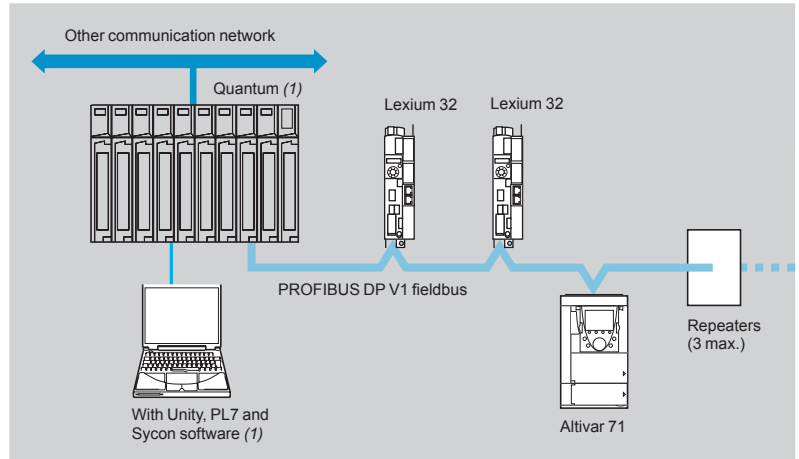 Other communication network
Quantum (1)
Lexium 32
Lexium 32
PROFIBUS DP V1 fieldbus
Repeaters
(3 max.)
With Unity, PL7 and
Sycon software (1)
Altivar 71